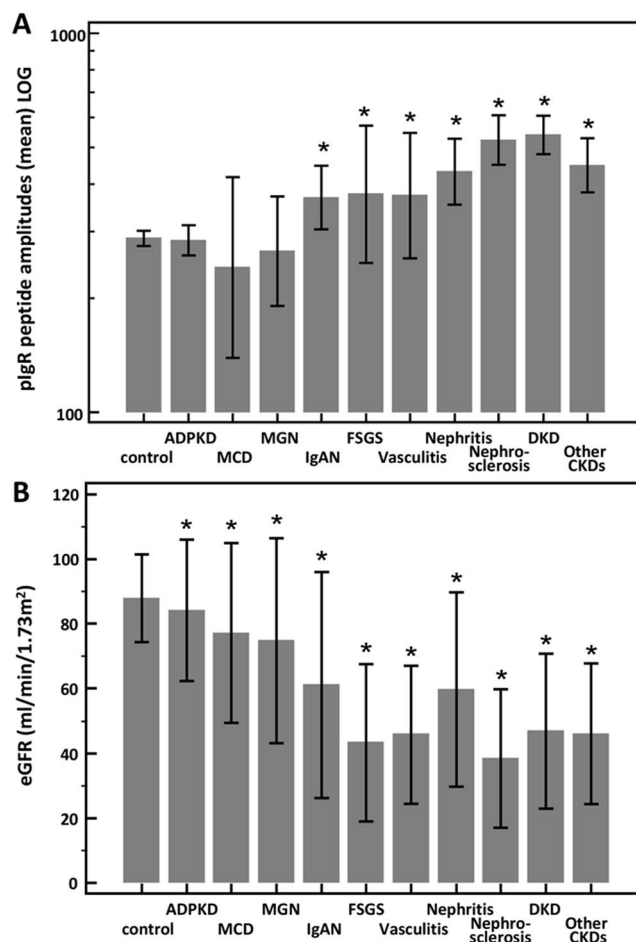 A
pIgR peptide amplitudes (mean) LOG
1000
100
* * * * * * *
control ADPKD MCD MGN IgAN FSGS Vasculitis Nephritis Nephro-
sclerosis DKD Other
CKDs
B
eGFR (ml/min/1.73m²)
120
100
80
60
40
20
0
* * * * * * * * * *
control ADPKD MCD MGN IgAN FSGS Vasculitis Nephritis Nephro-
sclerosis DKD Other
CKDs